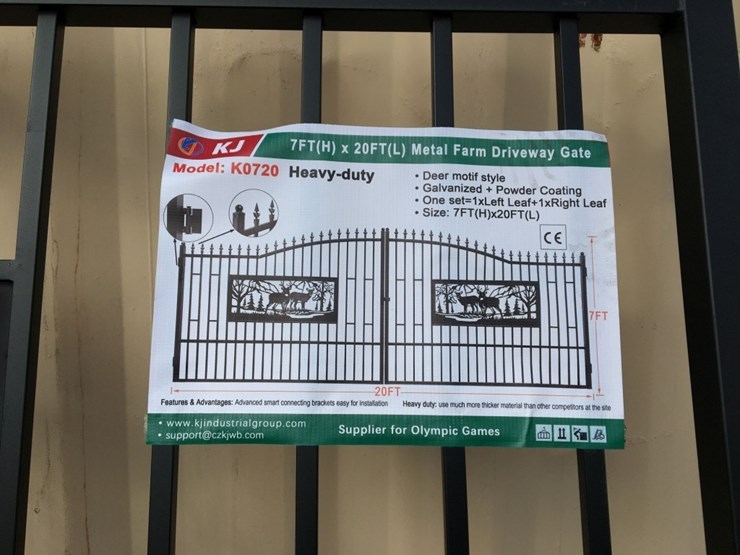 KJ
7FT(H) x 20FT(L) Metal Farm Driveway Gate
Model: K0720 Heavy-duty
• Deer motif style
• Galvanized + Powder Coating
• One set=1xLeft Leaf+1xRight Leaf
• Size: 7FT(H)x20FT(L)
CE
7FT
20FT
Features & Advantages: Advanced smart connecting brackets easy for installation Heavy duty: use much more thicker material than other competitors at the site
• www.kjindustrialgroup.com
• support@czkjwb.com
Supplier for Olympic Games